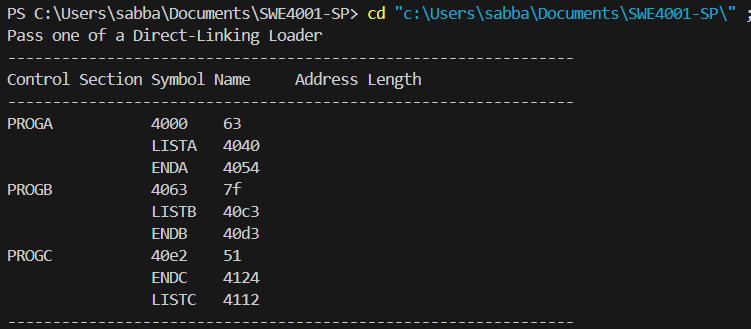 PS C:\Users\sabba\Documents\SWE4001-SP> cd "c:\Users\sabba\Documents\SWE4001-SP\" ;
Pass one of a Direct-Linking Loader
---------------------------------------------------------------
Control Section Symbol Name     Address Length
---------------------------------------------------------------
PROGA           4000    63
                LISTA   4040
                ENDA    4054
PROGB           4063    7f
                LISTB   40c3
                ENDB    40d3
PROGC           40e2    51
                ENDC    4124
                LISTC   4112
---------------------------------------------------------------